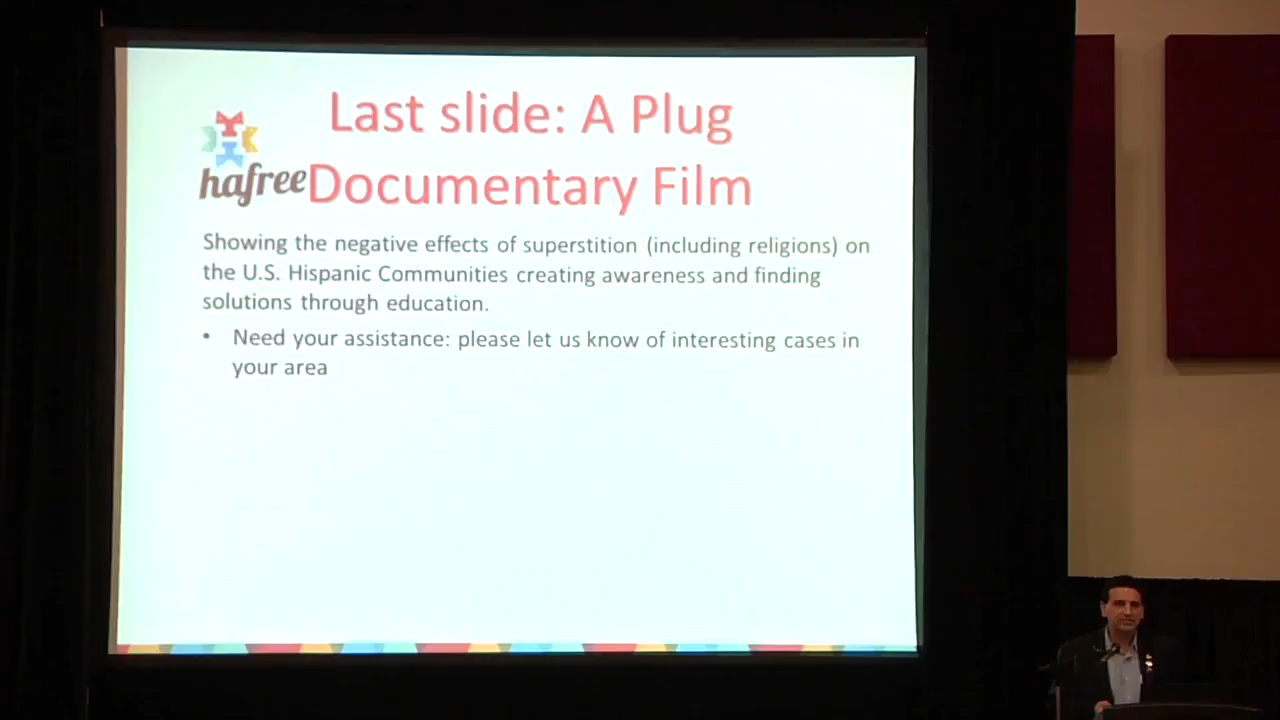 Last slide: A Plug
hafree Documentary Film
Showing the negative effects of superstition (including religions) on
the U.S. Hispanic Communities creating awareness and finding
solutions through education.
• Need your assistance: please let us know of interesting cases in
your area